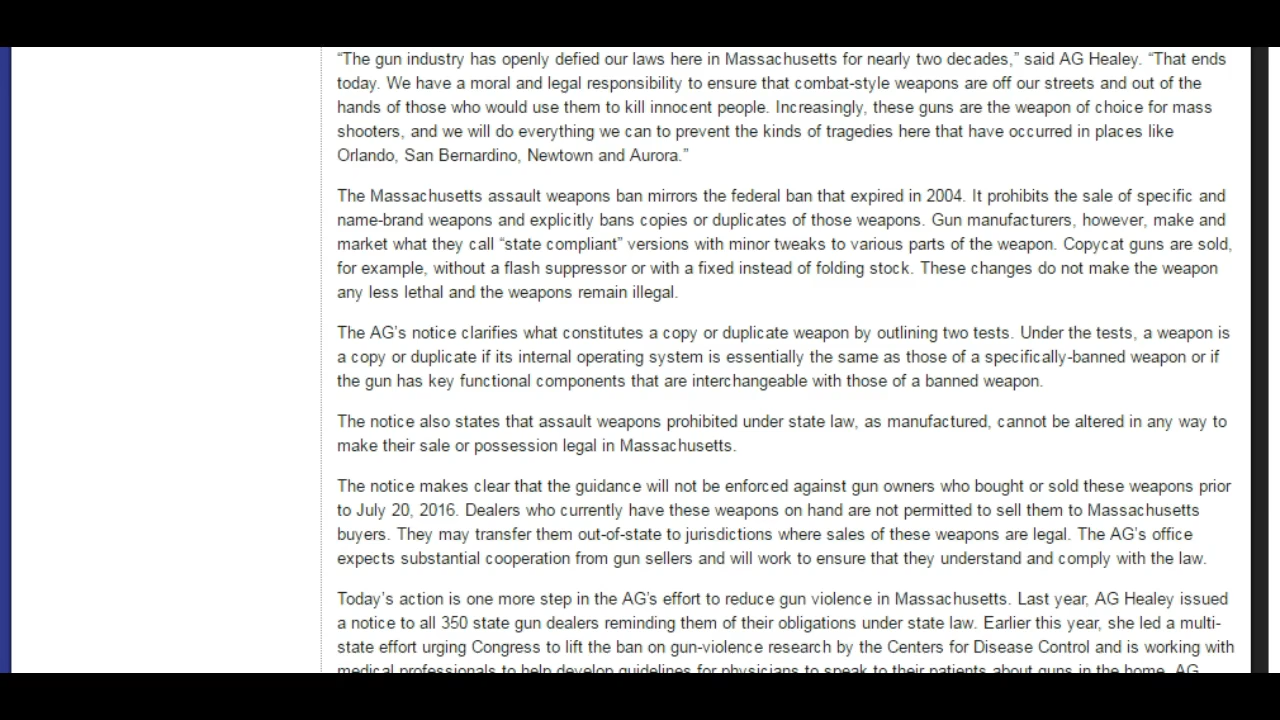 “The gun industry has openly defied our laws here in Massachusetts for nearly two decades,” said AG Healey. “That ends
today. We have a moral and legal responsibility to ensure that combat-style weapons are off our streets and out of the
hands of those who would use them to kill innocent people. Increasingly, these guns are the weapon of choice for mass
shooters, and we will do everything we can to prevent the kinds of tragedies here that have occurred in places like
Orlando, San Bernardino, Newtown and Aurora.”
The Massachusetts assault weapons ban mirrors the federal ban that expired in 2004. It prohibits the sale of specific and
name-brand weapons and explicitly bans copies or duplicates of those weapons. Gun manufacturers, however, make and
market what they call “state compliant” versions with minor tweaks to various parts of the weapon. Copycat guns are sold,
for example, without a flash suppressor or with a fixed instead of folding stock. These changes do not make the weapon
any less lethal and the weapons remain illegal.
The AG’s notice clarifies what constitutes a copy or duplicate weapon by outlining two tests. Under the tests, a weapon is
a copy or duplicate if its internal operating system is essentially the same as those of a specifically-banned weapon or if
the gun has key functional components that are interchangeable with those of a banned weapon.
The notice also states that assault weapons prohibited under state law, as manufactured, cannot be altered in any way to
make their sale or possession legal in Massachusetts.
The notice makes clear that the guidance will not be enforced against gun owners who bought or sold these weapons prior
to July 20, 2016. Dealers who currently have these weapons on hand are not permitted to sell them to Massachusetts
buyers. They may transfer them out-of-state to jurisdictions where sales of these weapons are legal. The AG’s office
expects substantial cooperation from gun sellers and will work to ensure that they understand and comply with the law.
Today’s action is one more step in the AG’s effort to reduce gun violence in Massachusetts. Last year, AG Healey issued
a notice to all 350 state gun dealers reminding them of their obligations under state law. Earlier this year, she led a multi-
state effort urging Congress to lift the ban on gun-violence research by the Centers for Disease Control and is working with
medical professionals to help develop guidelines for physicians to speak to their patients about guns in the home. AG